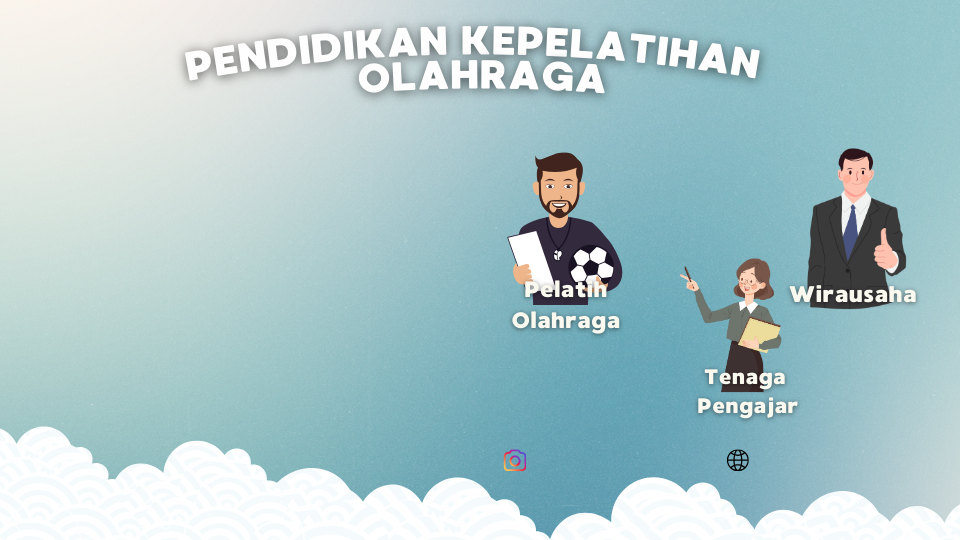 PENDIDIKAN KEPELATIHAN
OLAHRAGA
Pelatih
Olahraga
Wirausaha
Tenaga
Pengajar